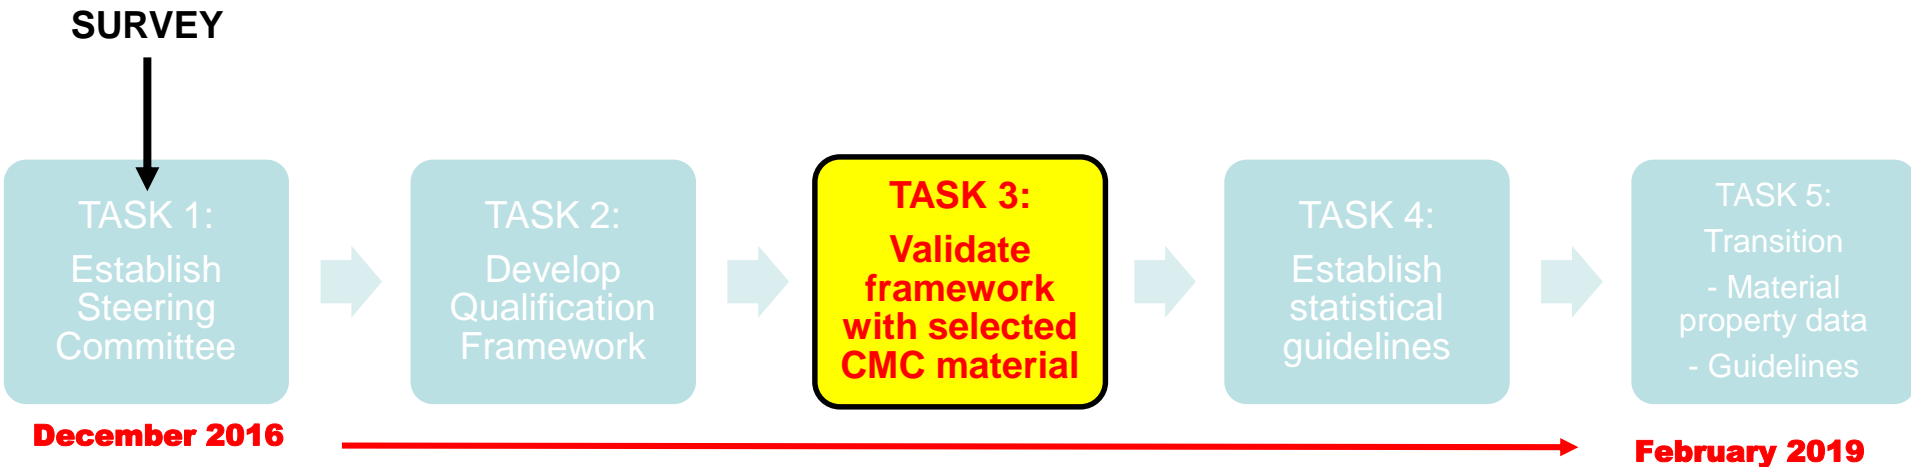 SURVEY
TASK 1:
Establish
Steering
Committee
TASK 2:
Develop
Qualification
Framework
TASK 3:
Validate
framework
with selected
CMC material
TASK 4:
Establish
statistical
guidelines
TASK 5:
Transition
- Material
property data
- Guidelines
December 2016
February 2019